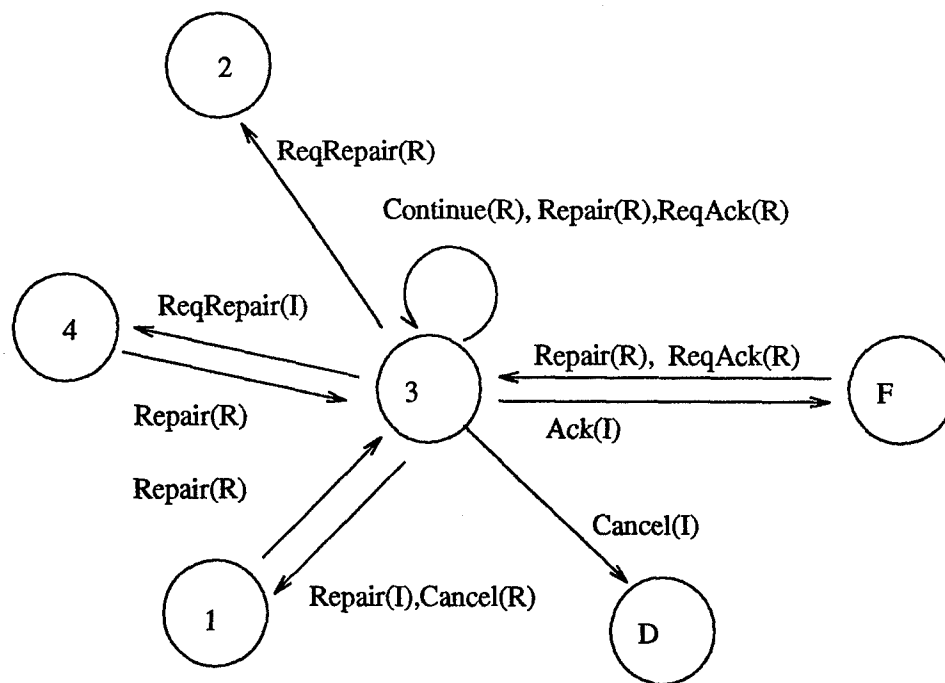 2
ReqRepair(R)
Continue(R), Repair(R),ReqAck(R)
4
ReqRepair(I)
Repair(R)
3
Repair(R), ReqAck(R)
F
Ack(I)
Repair(R)
Cancel(I)
1
Repair(I),Cancel(R)
D